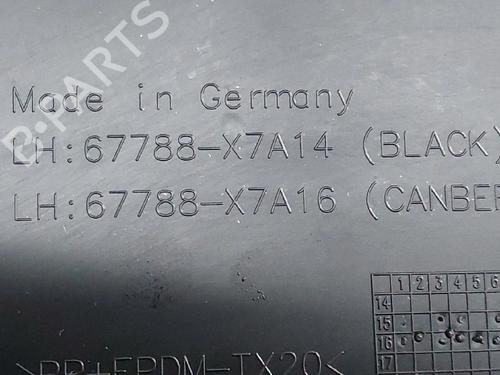 B-PARTS
Made in Germany
LH:67788-X7A14 (BLACK)
LH:67788-X7A16 (CANBER
1 2 3 4 5 6
14
15
16
17
>PP+EPDM-TX20<